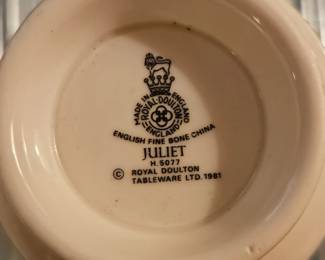 MADE IN ENGLAND
ROYAL DOULTON
ENGLAND
ENGLISH FINE BONE CHINA
JULIET
H.5077
© ROYAL DOULTON
TABLEWARE LTD. 1981